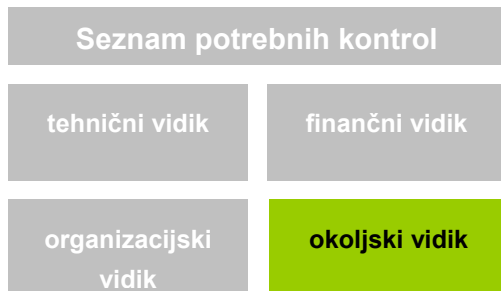 Seznam potrebnih kontrol
tehnični vidik
finančni vidik
organizacijski
vidik
okoljski vidik